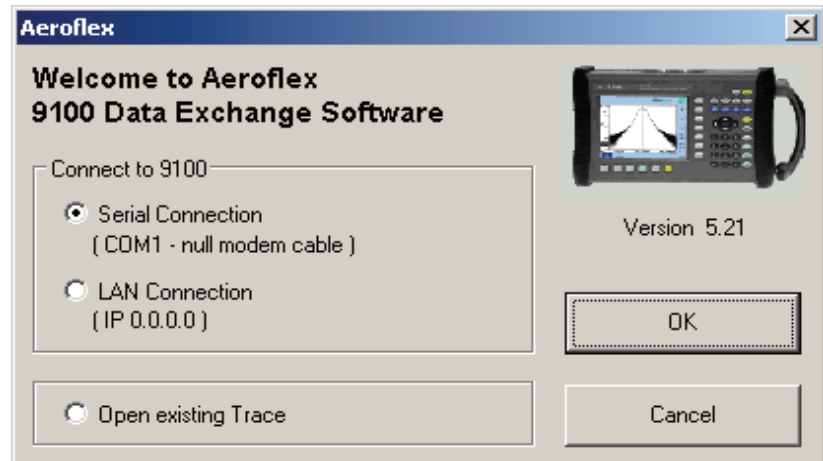 Aeroflex
Welcome to Aeroflex
9100 Data Exchange Software
Connect to 9100
Serial Connection
( COM1 - null modem cable )
LAN Connection
( IP 0.0.0.0 )
Open existing Trace
Version 5.21
OK
Cancel